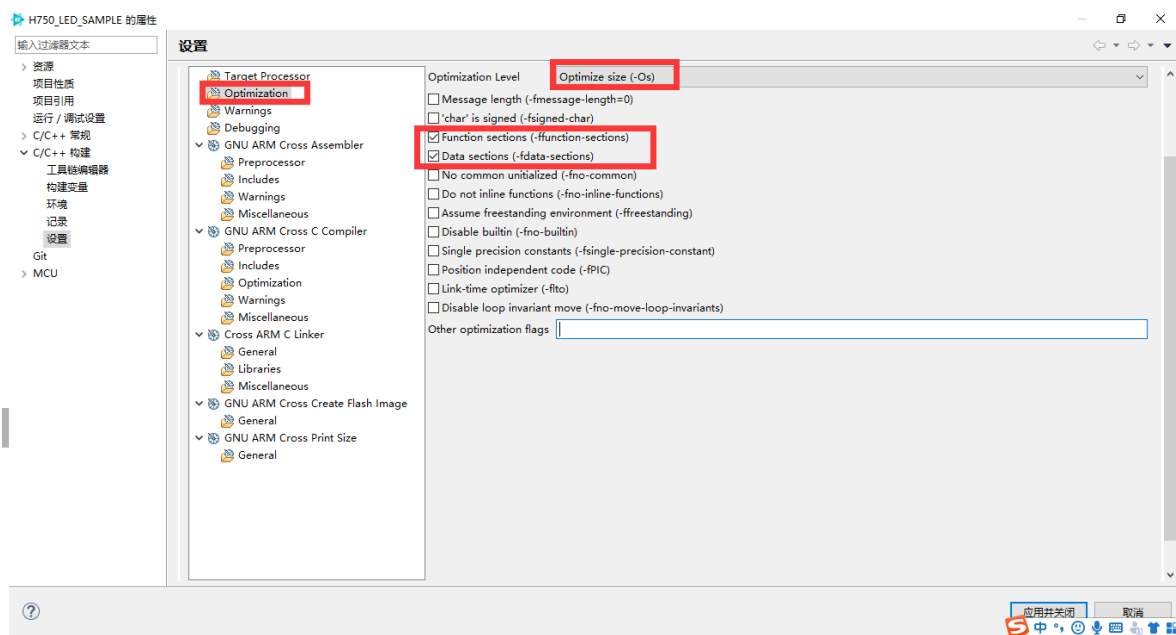 H750_LED_SAMPLE 的属性
输入过滤器文本
资源
项目性质
项目引用
运行 / 调试设置
C/C++ 常规
C/C++ 构建
工具链编辑器
构建变量
环境
记录
设置
Git
MCU
设置
Target Processor
Optimization
Warnings
Debugging
GNU ARM Cross Assembler
Preprocessor
Includes
Warnings
Miscellaneous
GNU ARM Cross C Compiler
Preprocessor
Includes
Optimization
Warnings
Miscellaneous
Cross ARM C Linker
General
Libraries
Miscellaneous
GNU ARM Cross Create Flash Image
General
GNU ARM Cross Print Size
General
Optimization Level Optimize size (-Os)
Message length (-fmessage-length=0)
'char' is signed (-fsigned-char)
Function sections (-ffunction-sections)
Data sections (-fdata-sections)
No common unitialized (-fno-common)
Do not inline functions (-fno-inline-functions)
Assume freestanding environment (-ffreestanding)
Disable builtin (-fno-builtin)
Single precision constants (-fsingle-precision-constant)
Position independent code (-fPIC)
Link-time optimizer (-flto)
Disable loop invariant move (-fno-move-loop-invariants)
Other optimization flags
应用并关闭 取消
S 中